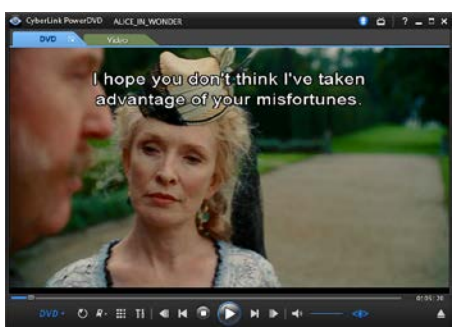 CyberLink PowerDVD ALICE_IN_WONDER
DVD Video
I hope you don't think I've taken
advantage of your misfortunes.
DVD